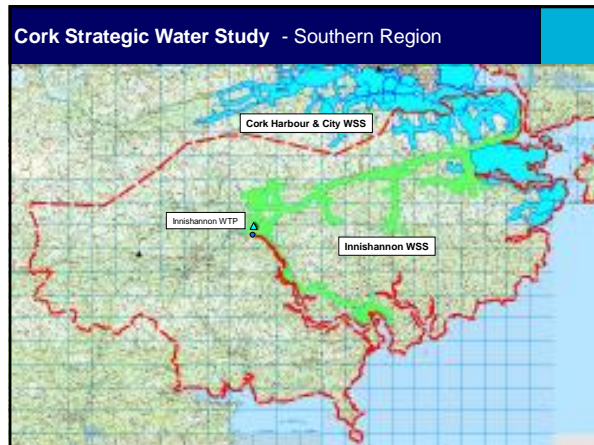 Cork Strategic Water Study - Southern Region
Cork Harbour & City WSS
Innishannon WTP
Innishannon WSS